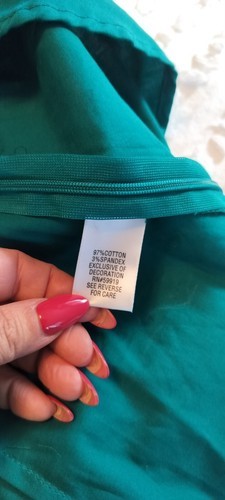 97%COTTON
3%SPANDEX
EXCLUSIVE OF
DECORATION
RN#59919
SEE REVERSE
FOR CARE